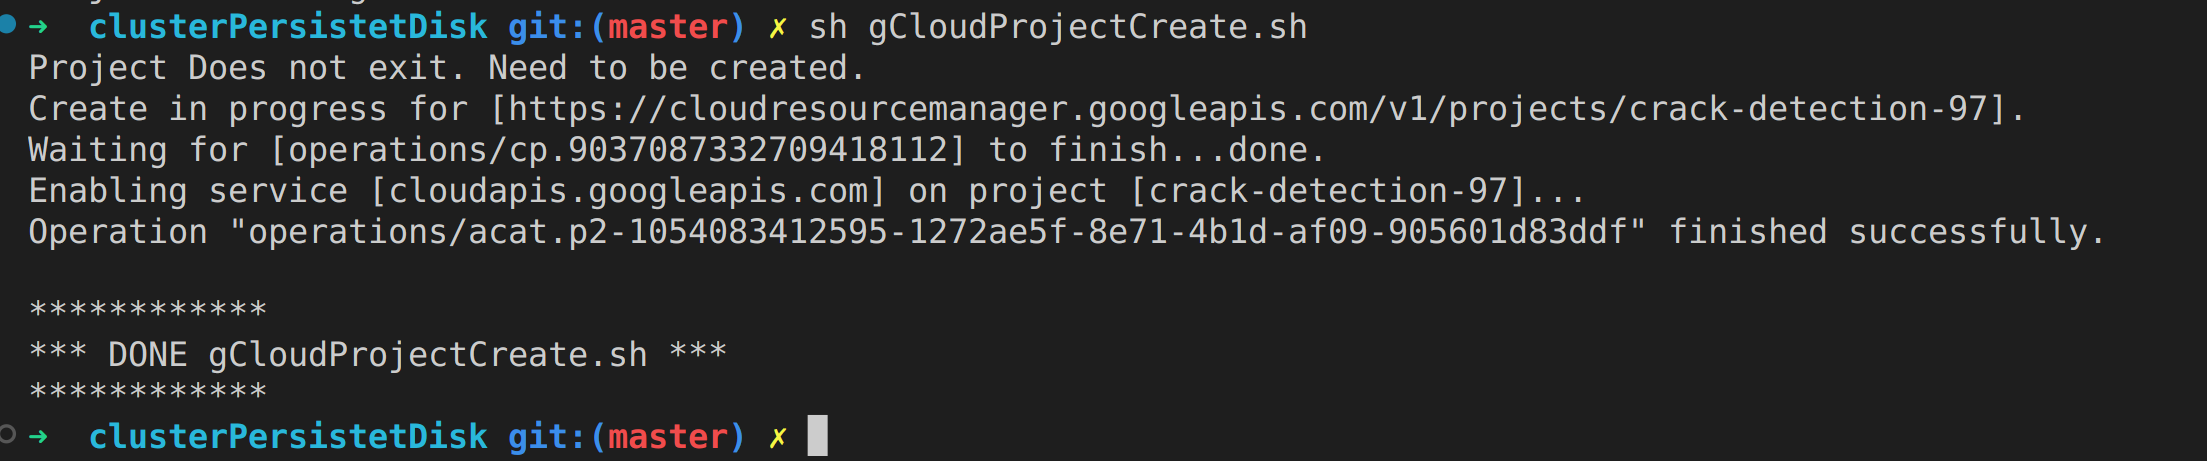 ➜  clusterPersistetDisk git:(master) ✗ sh gCloudProjectCreate.sh
Project Does not exit. Need to be created.
Create in progress for [https://cloudresourcemanager.googleapis.com/v1/projects/crack-detection-97].
Waiting for [operations/cp.9037087332709418112] to finish...done.
Enabling service [cloudapis.googleapis.com] on project [crack-detection-97]...
Operation "operations/acat.p2-1054083412595-1272ae5f-8e71-4b1d-af09-905601d83ddf" finished successfully.
************
*** DONE gCloudProjectCreate.sh ***
************
➜  clusterPersistetDisk git:(master) ✗